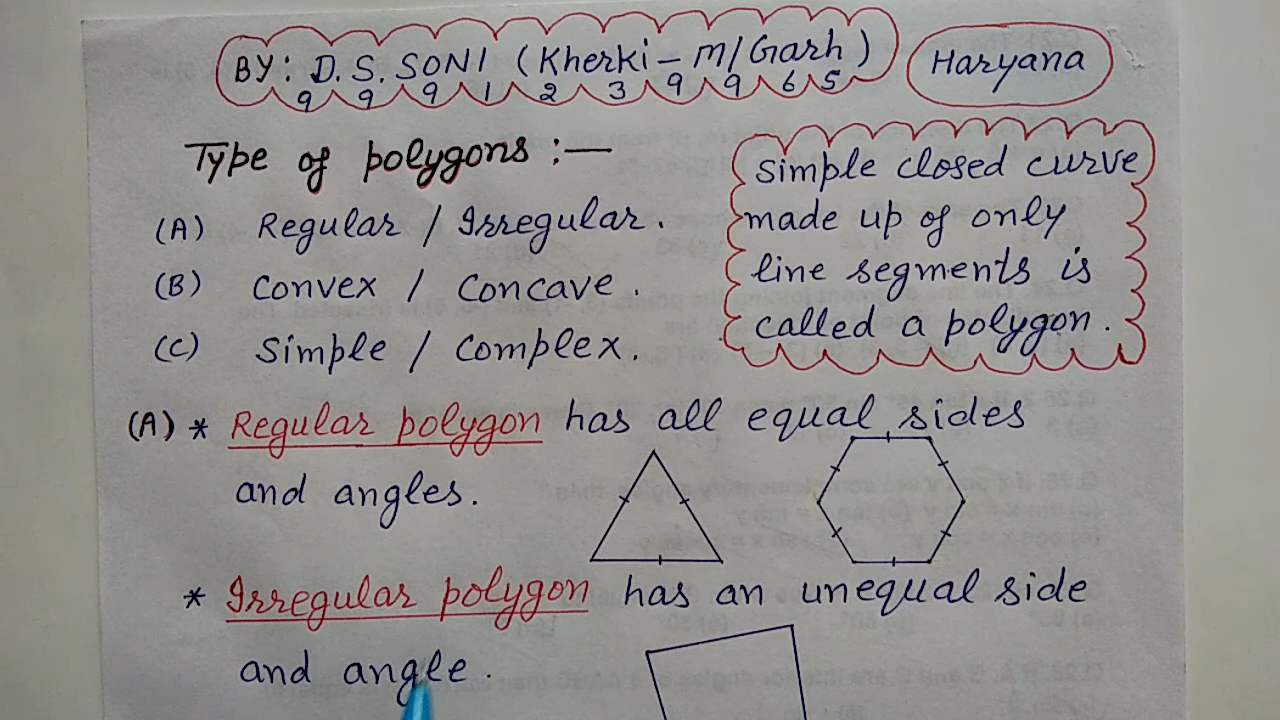 BY: D. S. SONI (Kherki - M/Garh)
9 9 9 1 2 3 9 9 6 5
Haryana
Type of polygons :—
(A) Regular / Irregular.
(B) Convex / Concave.
(C) Simple / Complex.
Simple closed curve
made up of only
line segments is
called a polygon.
(A) * Regular polygon has all equal sides
and angles.
* Irregular polygon has an unequal side
and angle.